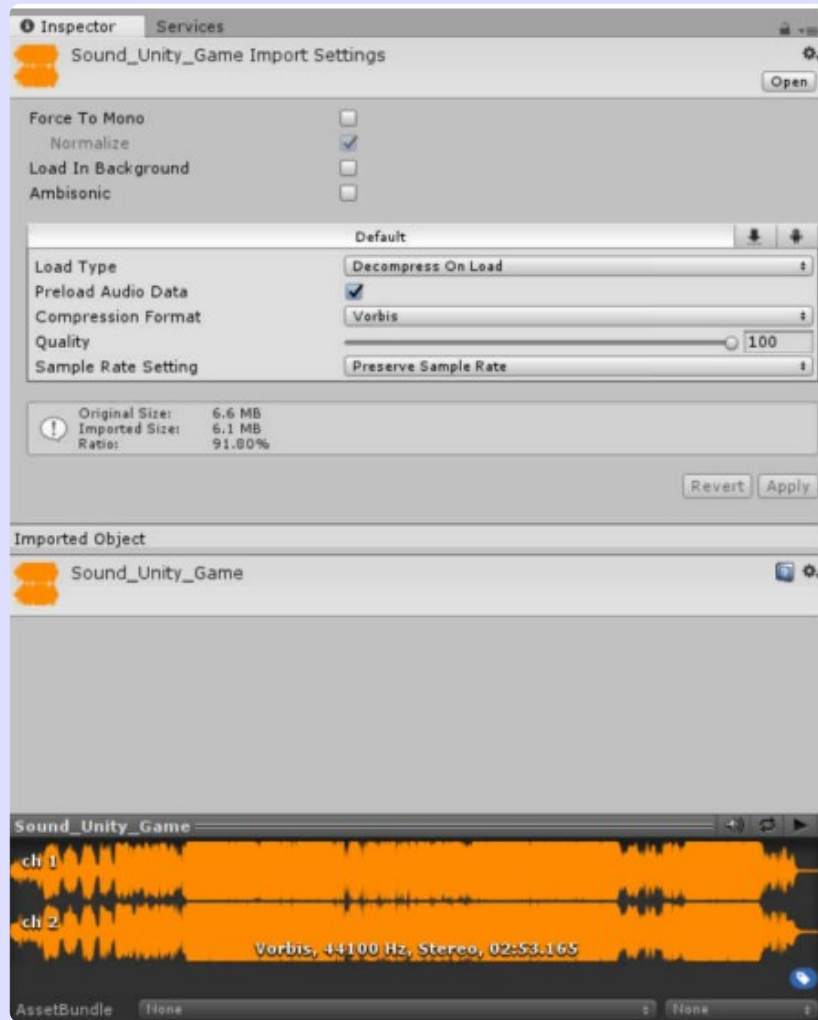 Inspector Services
Sound_Unity_Game Import Settings
Open
Force To Mono
Normalize
Load In Background
Ambisonic
Default
Load Type Decompress On Load
Preload Audio Data
Compression Format Vorbis
Quality 100
Sample Rate Setting Preserve Sample Rate
Original Size: 6.6 MB
Imported Size: 6.1 MB
Ratio: 91.80%
Revert Apply
Imported Object
Sound_Unity_Game
Sound_Unity_Game
ch 1
ch 2
Vorbis, 44100 Hz, Stereo, 02:53.165
AssetBundle None None